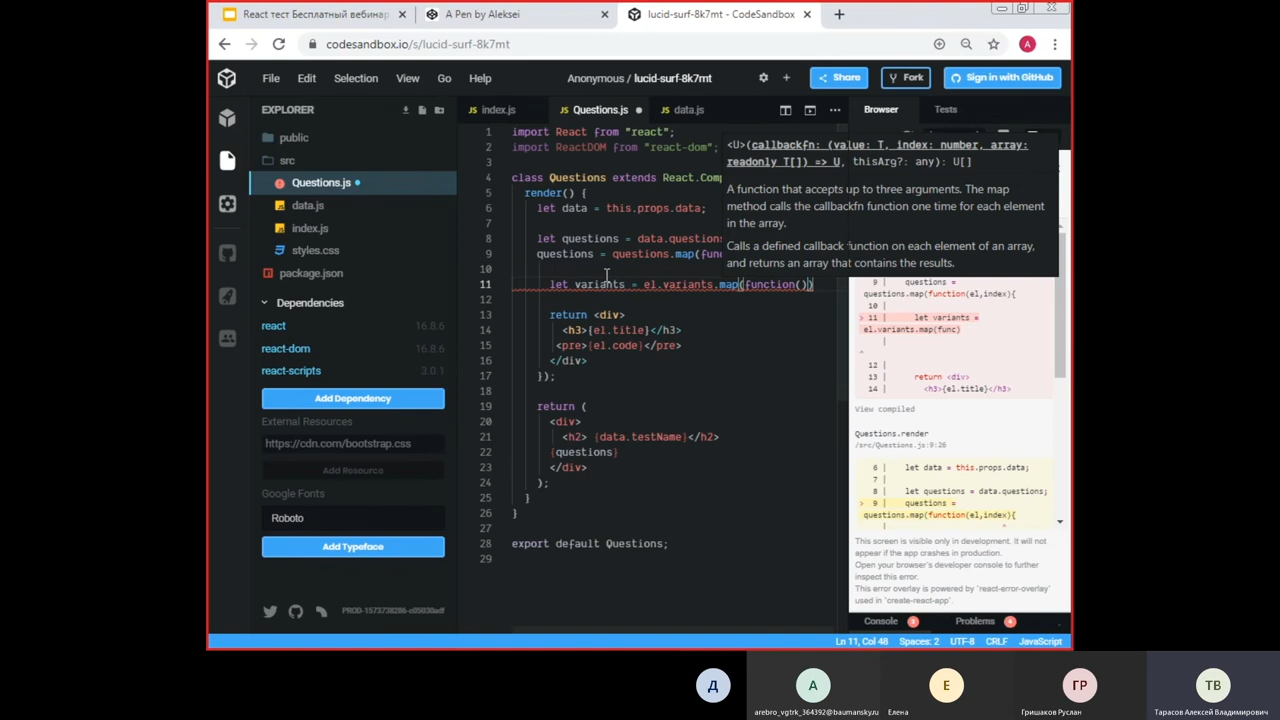 React тест Бесплатный вебинар
A Pen by Aleksei
lucid-surf-8k7mt - CodeSandbox
codesandbox.io/s/lucid-surf-8k7mt
A
File Edit Selection View Go Help
Anonymous / lucid-surf-8k7mt
Share
Fork
Sign in with GitHub
EXPLORER
public
src
Questions.js
data.js
index.js
styles.css
package.json
Dependencies
react 16.8.6
react-dom 16.8.6
react-scripts 3.0.1
Add Dependency
External Resources
https://cdn.com/bootstrap.css
Add Resource
Google Fonts
Roboto
Add Typeface
PROD-1573738286-c05030adf
JS index.js
JS Questions.js
JS data.js
1 import React from "react";
2 import ReactDOM from "react-dom";
3
4 class Questions extends React.Comp
5 render() {
6 let data = this.props.data;
7
8 let questions = data.questions
9 questions = questions.map(func
10
11 let variants = el.variants.map(function())
12
13 return <div>
14 <h3>{el.title}</h3>
15 <pre>{el.code}</pre>
16 </div>
17 });
18
19 return (
20 <div>
21 <h2> {data.testName}</h2>
22 {questions}
23 </div>
24 );
25 }
26 }
27
28 export default Questions;
29
<U>(callbackfn: (value: T, index: number, array:
readonly T[]) => U, thisArg?: any): U[]
A function that accepts up to three arguments. The map
method calls the callbackfn function one time for each element
in the array.
Calls a defined callback function on each element of an array,
and returns an array that contains the results.
Browser
Tests
9 | questions =
questions.map(function(el,index){
10 |
> 11 | let variants =
el.variants.map(func)
|
^
12 |
13 | return <div>
14 | <h3>{el.title}</h3>
View compiled
Questions.render
/src/Questions.js:9:26
6 | let data = this.props.data;
7 |
8 | let questions = data.questions;
> 9 | questions =
questions.map(function(el,index){
| ^
This screen is visible only in development. It will not
appear if the app crashes in production.
Open your browser's developer console to further
inspect this error.
This error overlay is powered by `react-error-overlay`
used in `create-react-app`.
Console
Problems
Ln 11, Col 48 Spaces: 2 UTF-8 CRLF JavaScript
Д
А
arebro_vgtrk_364392@baumansky.ru
Е
Елена
ГР
Гришаков Руслан
ТВ
Тарасов Алексей Владимирович